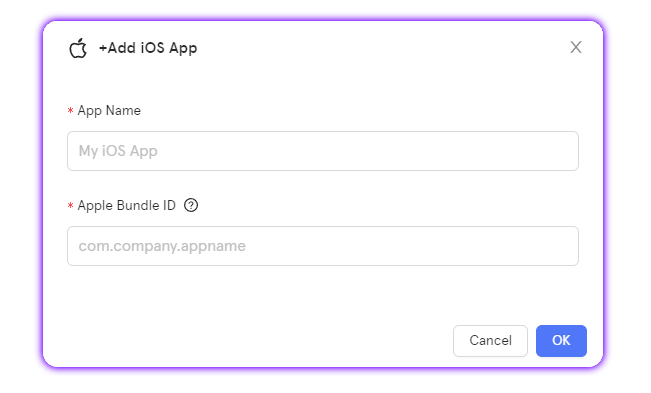 +Add iOS App
* App Name
My iOS App
* Apple Bundle ID ?
com.company.appname
Cancel OK